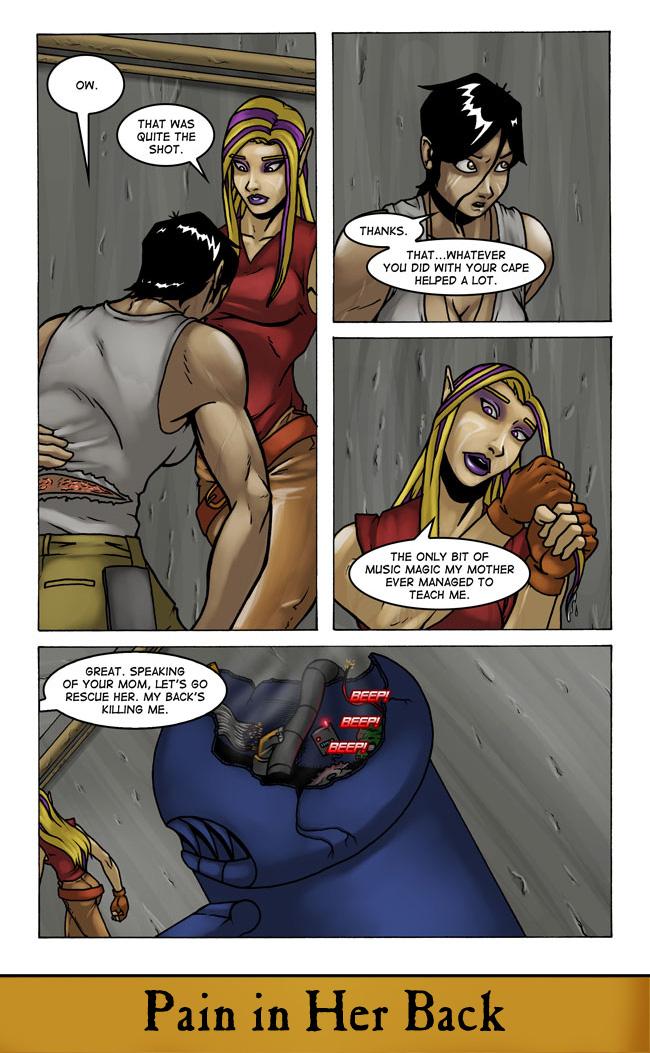 OW.
THAT WAS
QUITE THE
SHOT.
THANKS.
THAT...WHATEVER
YOU DID WITH YOUR CAPE
HELPED A LOT.
THE ONLY BIT OF
MUSIC MAGIC MY MOTHER
EVER MANAGED TO
TEACH ME.
GREAT. SPEAKING
OF YOUR MOM, LET'S GO
RESCUE HER. MY BACK'S
KILLING ME.
BEEP!
BEEP!
BEEP!
Pain in Her Back